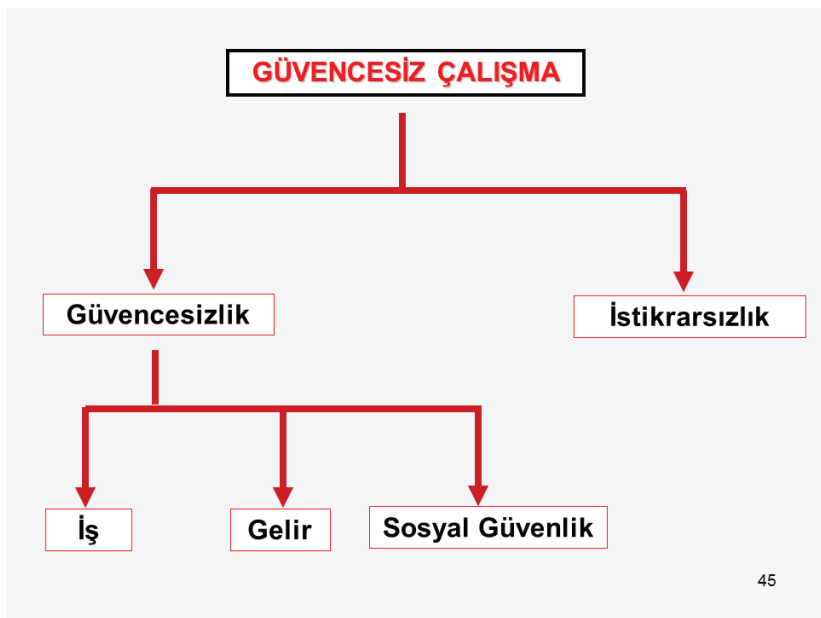 GÜVENCESİZ ÇALIŞMA
Güvencesizlik
İstikrarsızlık
İş
Gelir
Sosyal Güvenlik
45